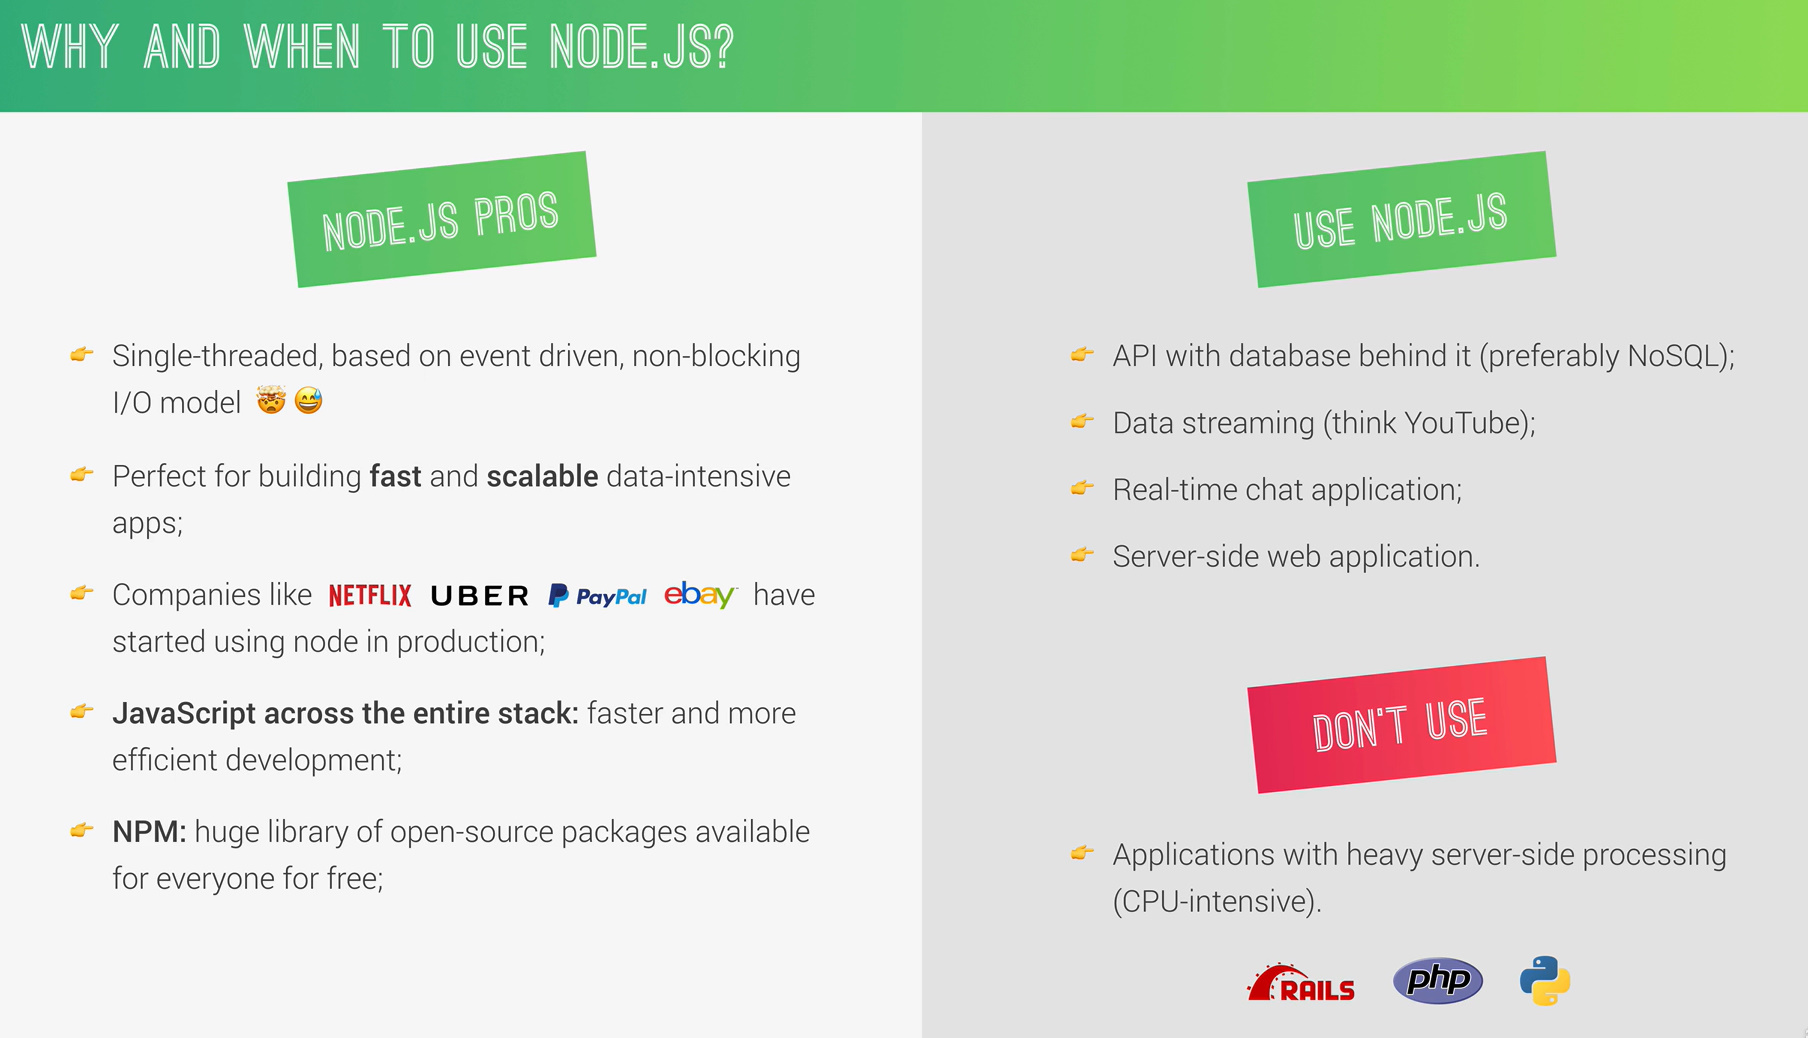 WHY AND WHEN TO USE NODE.JS?
NODE.JS PROS
👉 Single-threaded, based on event driven, non-blocking
I/O model 🤯 😅
👉 Perfect for building fast and scalable data-intensive
apps;
👉 Companies like NETFLIX UBER PayPal ebay have
started using node in production;
👉 JavaScript across the entire stack: faster and more
efficient development;
👉 NPM: huge library of open-source packages available
for everyone for free;
USE NODE.JS
👉 API with database behind it (preferably NoSQL);
👉 Data streaming (think YouTube);
👉 Real-time chat application;
👉 Server-side web application.
DON'T USE
👉 Applications with heavy server-side processing
(CPU-intensive).
RAILS php